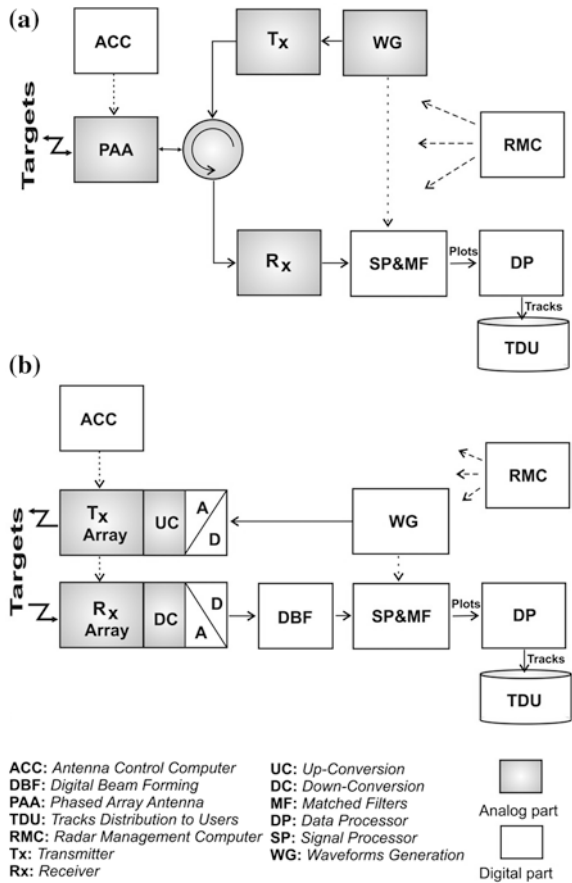 (a)
ACC
Tx
WG
Targets
PAA
RMC
Rx
SP&MF
Plots
DP
Tracks
TDU
(b)
ACC
RMC
Targets
Tx Array
UC
A
D
WG
Rx Array
DC
D
A
DBF
SP&MF
Plots
DP
Tracks
TDU
ACC: Antenna Control Computer
DBF: Digital Beam Forming
PAA: Phased Array Antenna
TDU: Tracks Distribution to Users
RMC: Radar Management Computer
Tx: Transmitter
Rx: Receiver
UC: Up-Conversion
DC: Down-Conversion
MF: Matched Filters
DP: Data Processor
SP: Signal Processor
WG: Waveforms Generation
Analog part
Digital part